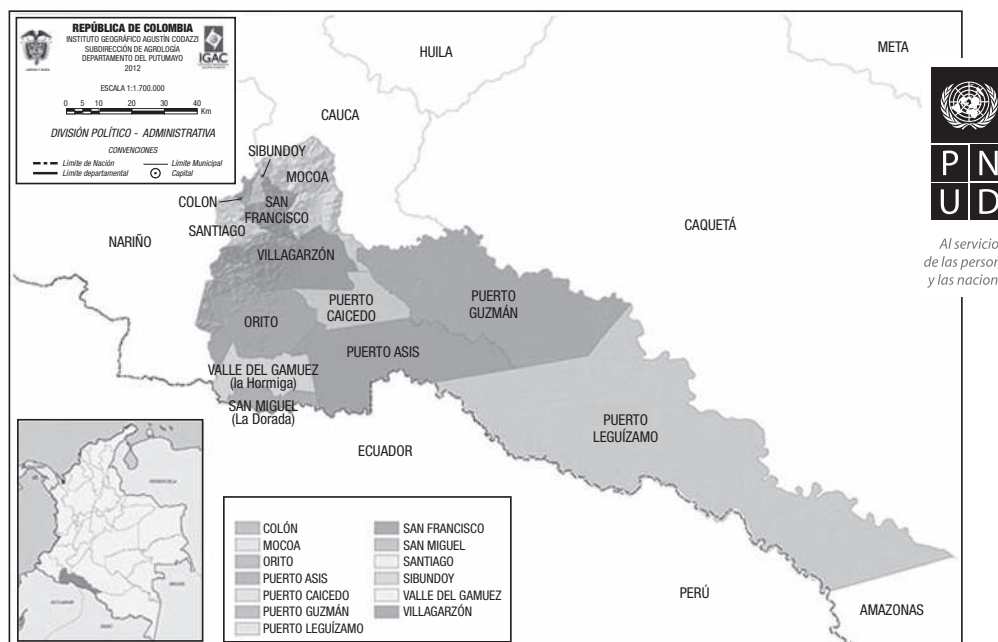 REPÚBLICA DE COLOMBIA
INSTITUTO GEOGRÁFICO AGUSTÍN CODAZZI
SUBDIRECCIÓN DE AGROLOGÍA
DEPARTAMENTO DEL PUTUMAYO
2012
IGAC
ESCALA 1:1.700.000
0 5 10 20 30 40
Km
DIVISIÓN POLÍTICO - ADMINISTRATIVA
CONVENCIONES
Límite de Nación
Límite Municipal
Límite departamental
Capital
HUILA
META
CAUCA
SIBUNDOY
MOCOA
COLON
SAN
FRANCISCO
SANTIAGO
NARIÑO
CAQUETÁ
VILLAGARZÓN
PUERTO
CAICEDO
PUERTO
GUZMÁN
ORITO
PUERTO ASIS
VALLE DEL GAMUEZ
(la Hormiga)
SAN MIGUEL
(La Dorada)
PUERTO
LEGUÍZAMO
ECUADOR
PERÚ
AMAZONAS
COLÓN
MOCOA
ORITO
PUERTO ASIS
PUERTO CAICEDO
PUERTO GUZMÁN
PUERTO LEGUÍZAMO
SAN FRANCISCO
SAN MIGUEL
SANTIAGO
SIBUNDOY
VALLE DEL GAMUEZ
VILLAGARZÓN
P N
U D
Al servicio
de las person
y las nacion